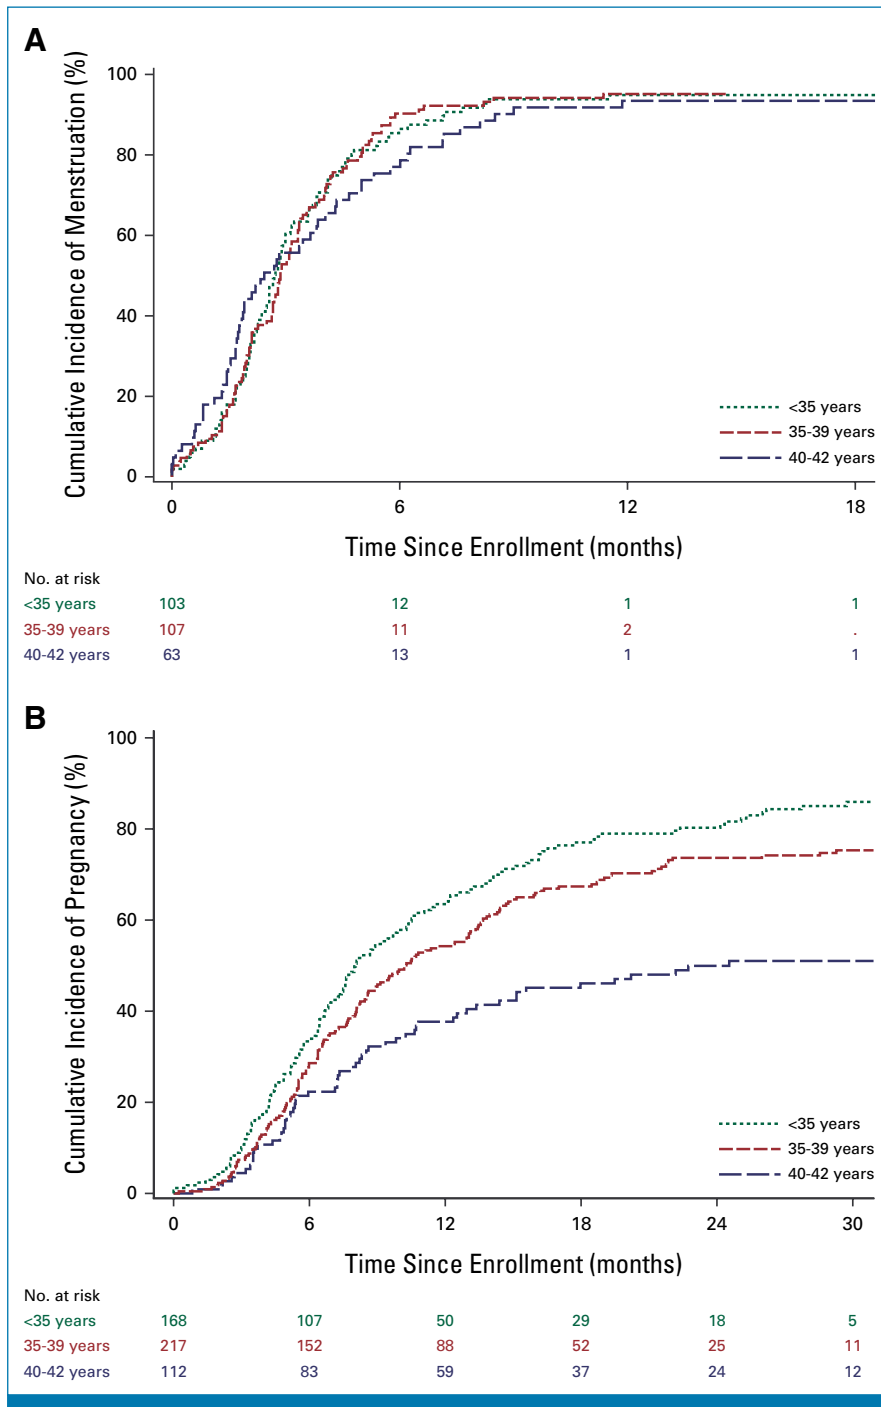 A
Cumulative Incidence of Menstruation (%)
100
80
60
40
20
0
<35 years
35-39 years
40-42 years
0 6 12 18
Time Since Enrollment (months)
No. at risk
<35 years 103 12 1 1
35-39 years 107 11 2 .
40-42 years 63 13 1 1
B
Cumulative Incidence of Pregnancy (%)
100
80
60
40
20
0
<35 years
35-39 years
40-42 years
0 6 12 18 24 30
Time Since Enrollment (months)
No. at risk
<35 years 168 107 50 29 18 5
35-39 years 217 152 88 52 25 11
40-42 years 112 83 59 37 24 12